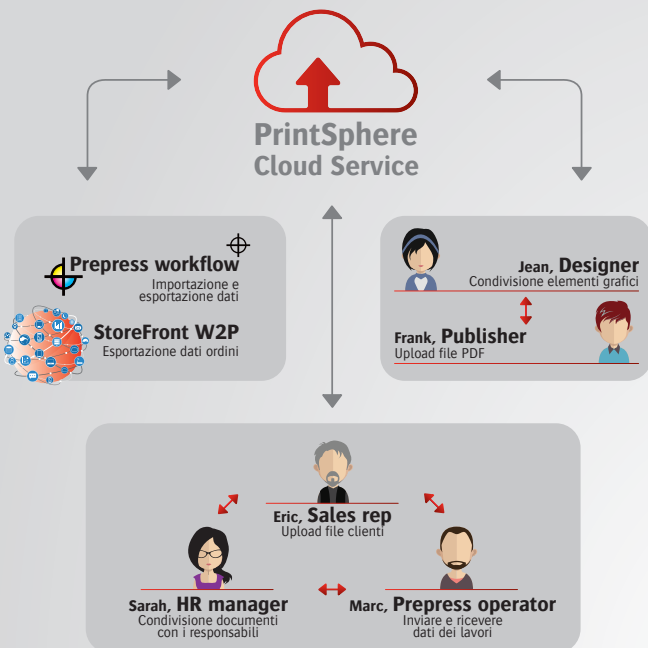 PrintSphere
Cloud Service
Prepress workflow
Importazione e
esportazione dati
StoreFront W2P
Esportazione dati ordini
Jean, Designer
Condivisione elementi grafici
Frank, Publisher
Upload file PDF
Eric, Sales rep
Upload file clienti
Sarah, HR manager
Condivisione documenti
con i responsabili
Marc, Prepress operator
Inviare e ricevere
dati dei lavori